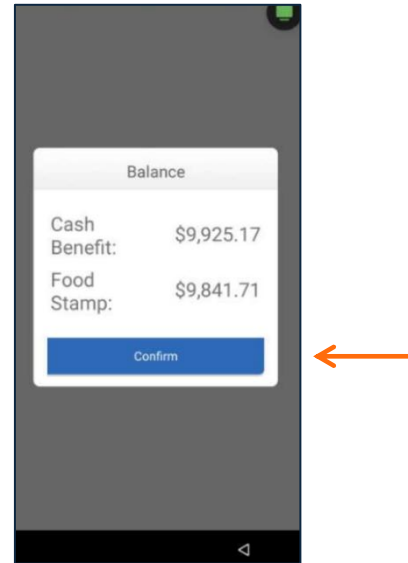 Balance
Cash
Benefit:
$9,925.17
Food
Stamp:
$9,841.71
Confirm